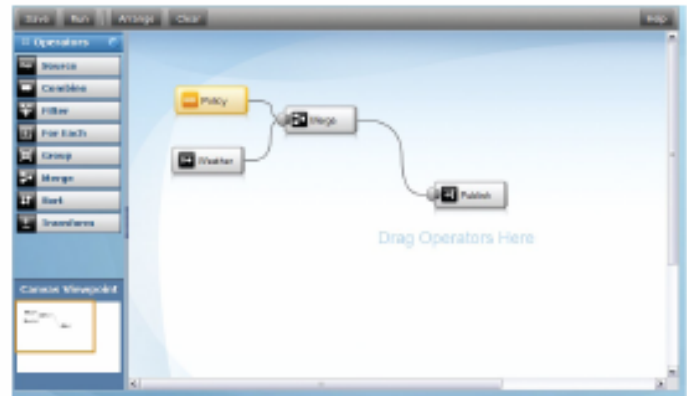 Save Run Arrange Clear Help
Operators
Source
Combine
Filter
For Each
Group
Merge
Sort
Transform
Policy
Merge
Weather
Publish
Drag Operators Here
Canvas Viewpoint